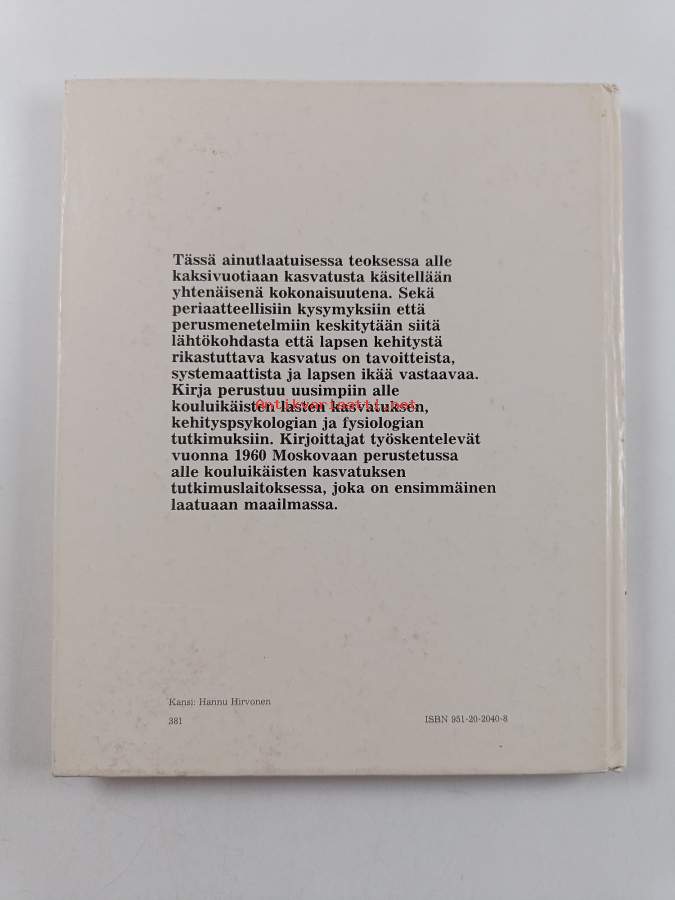 Tässä ainutlaatuisessa teoksessa alle
kaksivuotiaan kasvatusta käsitellään
yhtenäisenä kokonaisuutena. Sekä
periaatteellisiin kysymyksiin että
perusmenetelmiin keskitytään siitä
lähtökohdasta että lapsen kehitystä
rikastuttava kasvatus on tavoitteista,
systemaattista ja lapsen ikää vastaavaa.
Kirja perustuu uusimpiin alle
kouluikäisten lasten kasvatuksen,
Antikvariaatti.net
kehityspsykologian ja fysiologian
tutkimuksiin. Kirjoittajat työskentelevät
vuonna 1960 Moskovaan perustetussa
alle kouluikäisten kasvatuksen
tutkimuslaitoksessa, joka on ensimmäinen
laatuaan maailmassa.
Kansi: Hannu Hirvonen
381
ISBN 951-20-2040-8